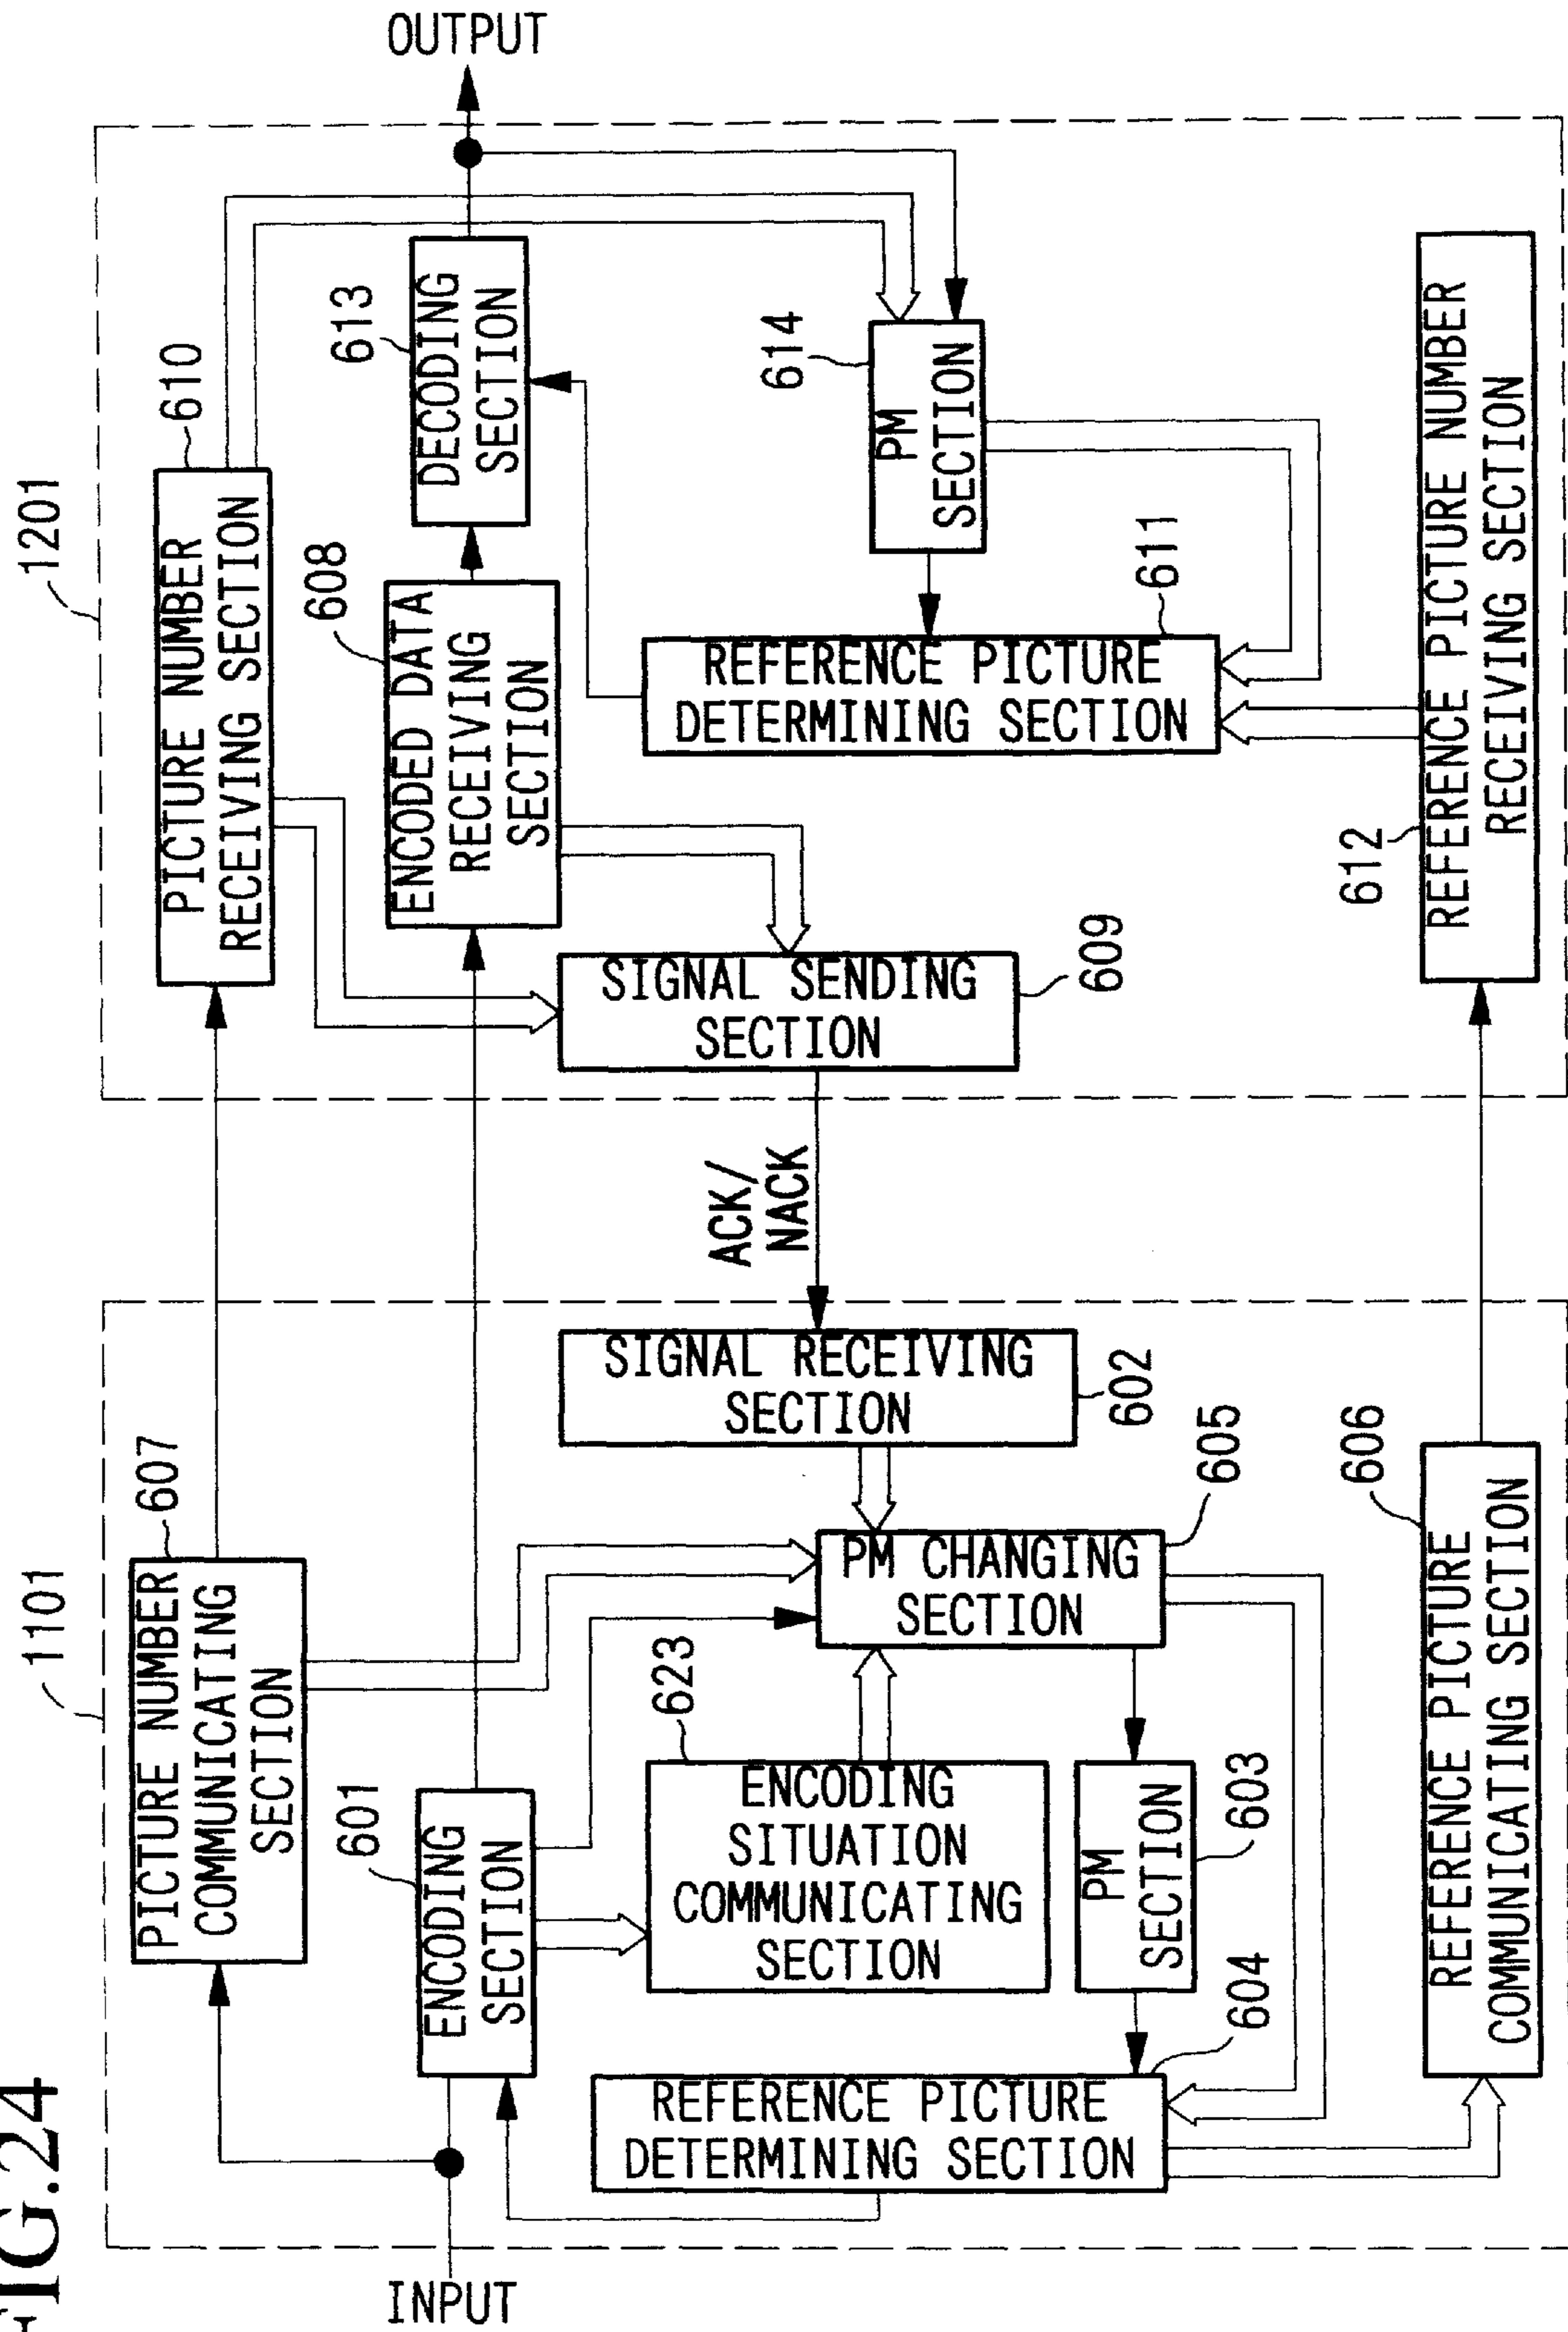 FIG.24
1101
1201
INPUT
PICTURE NUMBER
COMMUNICATING
SECTION
607
PICTURE NUMBER
RECEIVING SECTION
610
ENCODING
SECTION
601
ENCODED DATA
RECEIVING
SECTION
608
DECODING
SECTION
613
OUTPUT
ENCODING
SITUATION
COMMUNICATING
SECTION
623
SIGNAL RECEIVING
SECTION
602
ACK/
NACK
SIGNAL SENDING
SECTION
609
REFERENCE PICTURE
DETERMINING SECTION
604
PM
SECTION
603
PM CHANGING
SECTION
605
REFERENCE PICTURE
DETERMINING SECTION
611
PM
SECTION
614
REFERENCE PICTURE
COMMUNICATING SECTION
606
REFERENCE PICTURE NUMBER
RECEIVING SECTION
612